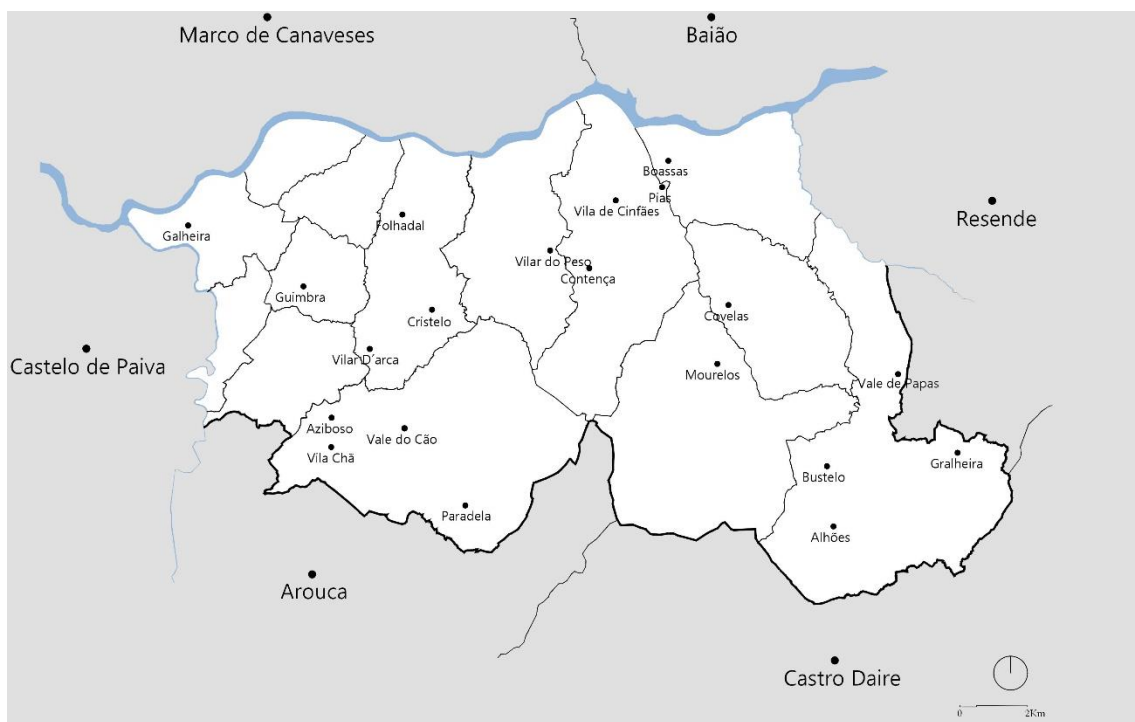 Marco de Canaveses
Baião
Boassas
Pias
Vila de Cinfães
Resende
Folhadal
Galheira
Vilar do Peso
Contença
Guimbra
Covelas
Cristelo
Vilar D'arca
Castelo de Paiva
Mourelos
Vale de Papas
Aziboso
Vale do Cão
Vila Chã
Gralheira
Bustelo
Paradela
Alhões
Arouca
Castro Daire
0 2Km